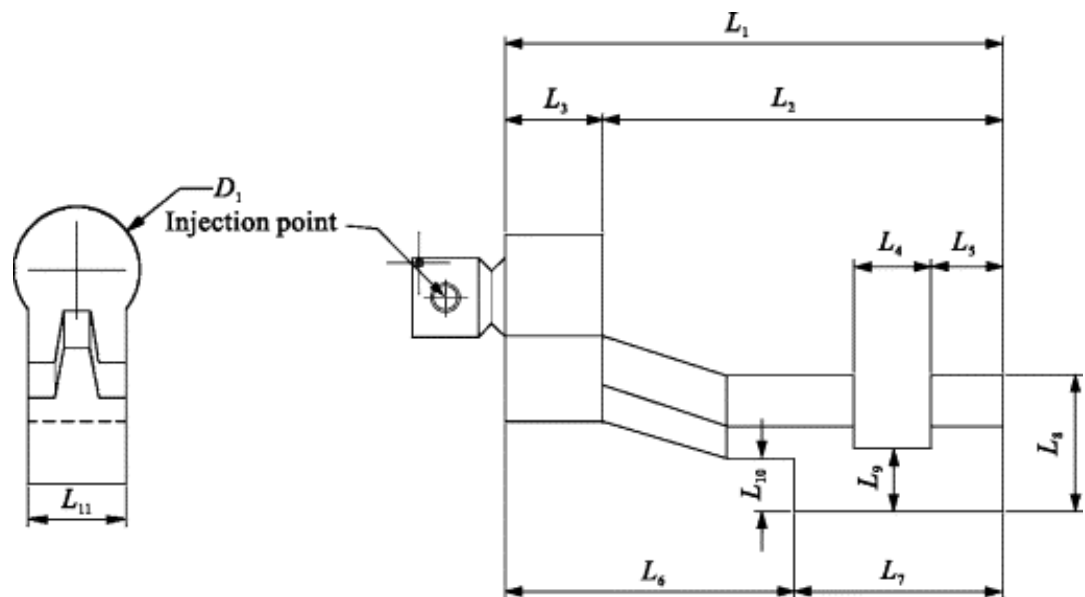 L₁
L₃
L₂
D₁
Injection point
L₄
L₅
L₈
L₉
L₁₀
L₁₁
L₆
L₇